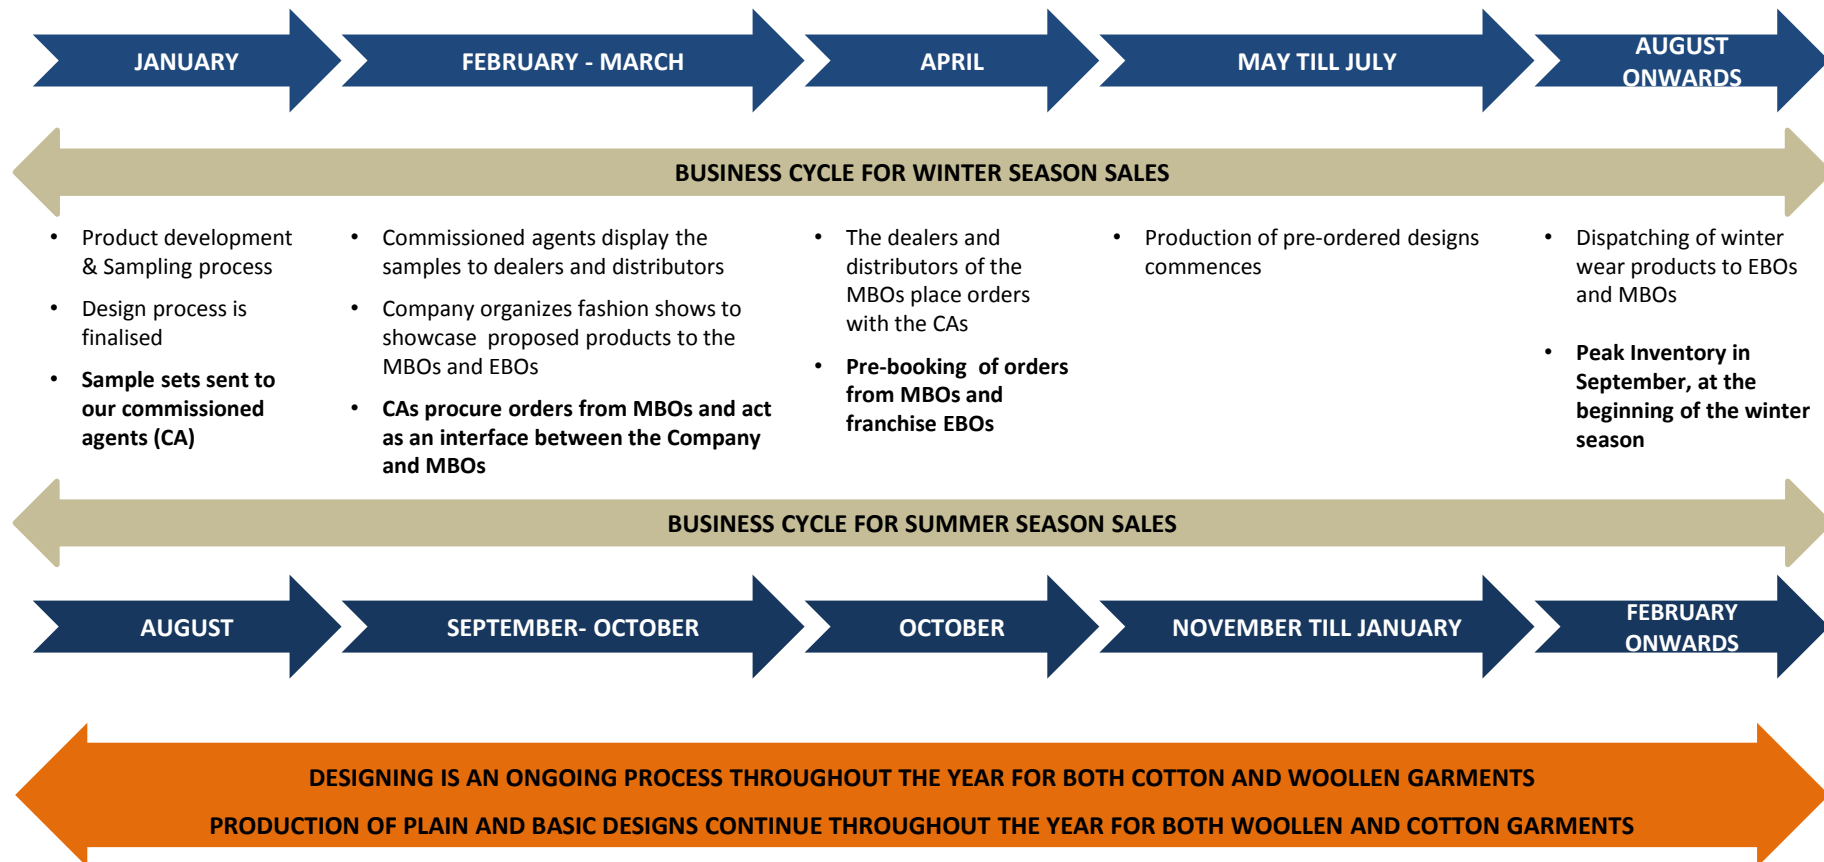 JANUARY
FEBRUARY - MARCH
APRIL
MAY TILL JULY
AUGUST
ONWARDS
BUSINESS CYCLE FOR WINTER SEASON SALES
• Product development
& Sampling process
• Design process is
finalised
• Sample sets sent to
our commissioned
agents (CA)
• Commissioned agents display the
samples to dealers and distributors
• Company organizes fashion shows to
showcase proposed products to the
MBOs and EBOs
• CAs procure orders from MBOs and act
as an interface between the Company
and MBOs
• The dealers and
distributors of the
MBOs place orders
with the CAs
• Pre-booking of orders
from MBOs and
franchise EBOs
• Production of pre-ordered designs
commences
• Dispatching of winter
wear products to EBOs
and MBOs
• Peak Inventory in
September, at the
beginning of the winter
season
BUSINESS CYCLE FOR SUMMER SEASON SALES
AUGUST
SEPTEMBER- OCTOBER
OCTOBER
NOVEMBER TILL JANUARY
FEBRUARY
ONWARDS
DESIGNING IS AN ONGOING PROCESS THROUGHOUT THE YEAR FOR BOTH COTTON AND WOOLLEN GARMENTS
PRODUCTION OF PLAIN AND BASIC DESIGNS CONTINUE THROUGHOUT THE YEAR FOR BOTH WOOLLEN AND COTTON GARMENTS